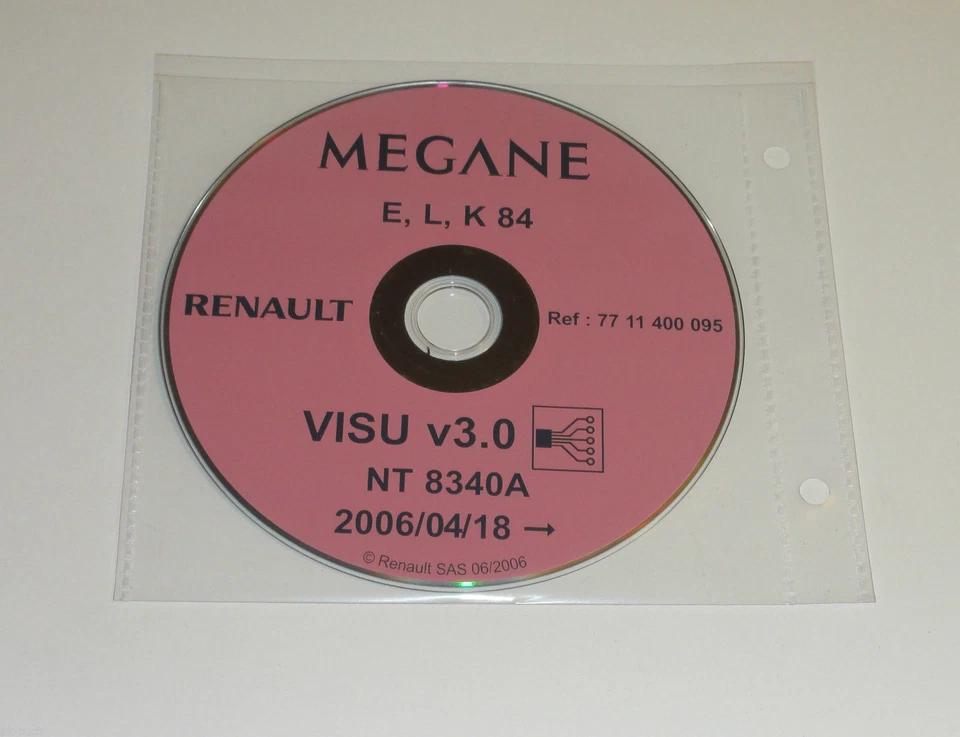 MEGANE
E, L, K 84
RENAULT
Ref : 77 11 400 095
VISU v3.0
NT 8340A
2006/04/18 →
© Renault SAS 06/2006